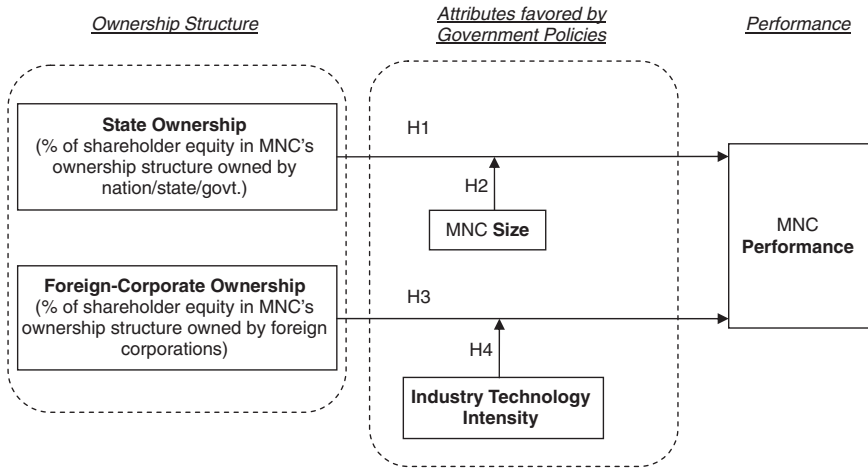 Ownership Structure
Attributes favored by
Government Policies
Performance
State Ownership
(% of shareholder equity in MNC's
ownership structure owned by
nation/state/govt.)
H1
H2
MNC Size
MNC
Performance
Foreign-Corporate Ownership
(% of shareholder equity in MNC's
ownership structure owned by foreign
corporations)
H3
H4
Industry Technology
Intensity